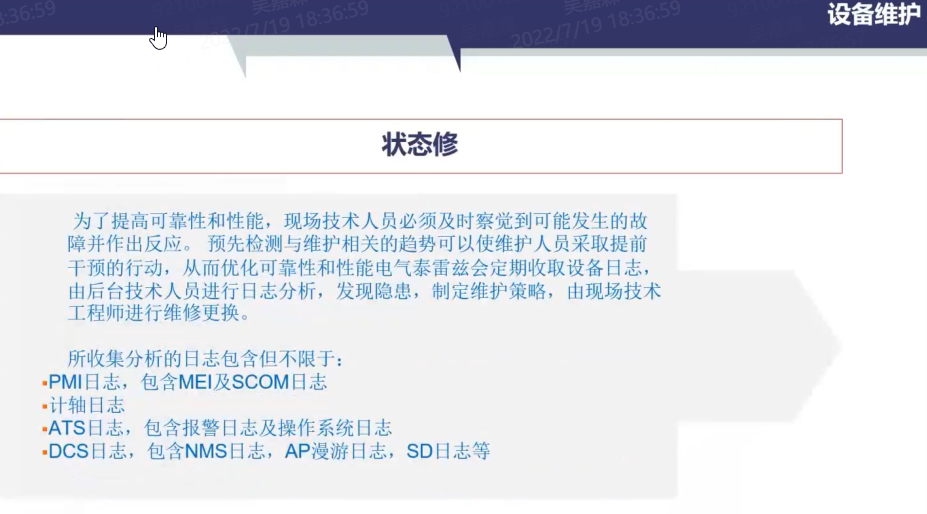 设备维护
3:36:59
2022/7/19 18:36:59
2022/7/19 18:36:59
状态修
为了提高可靠性和性能，现场技术人员必须及时察觉到可能发生的故
障并作出反应。 预先检测与维护相关的趋势可以使维护人员采取提前
干预的行动，从而优化可靠性和性能电气泰雷兹会定期收取设备日志，
由后台技术人员进行日志分析，发现隐患，制定维护策略，由现场技术
工程师进行维修更换。
所收集分析的日志包含但不限于：
▪PMI日志，包含MEI及SCOM日志
▪计轴日志
▪ATS日志，包含报警日志及操作系统日志
▪DCS日志，包含NMS日志，AP漫游日志，SD日志等